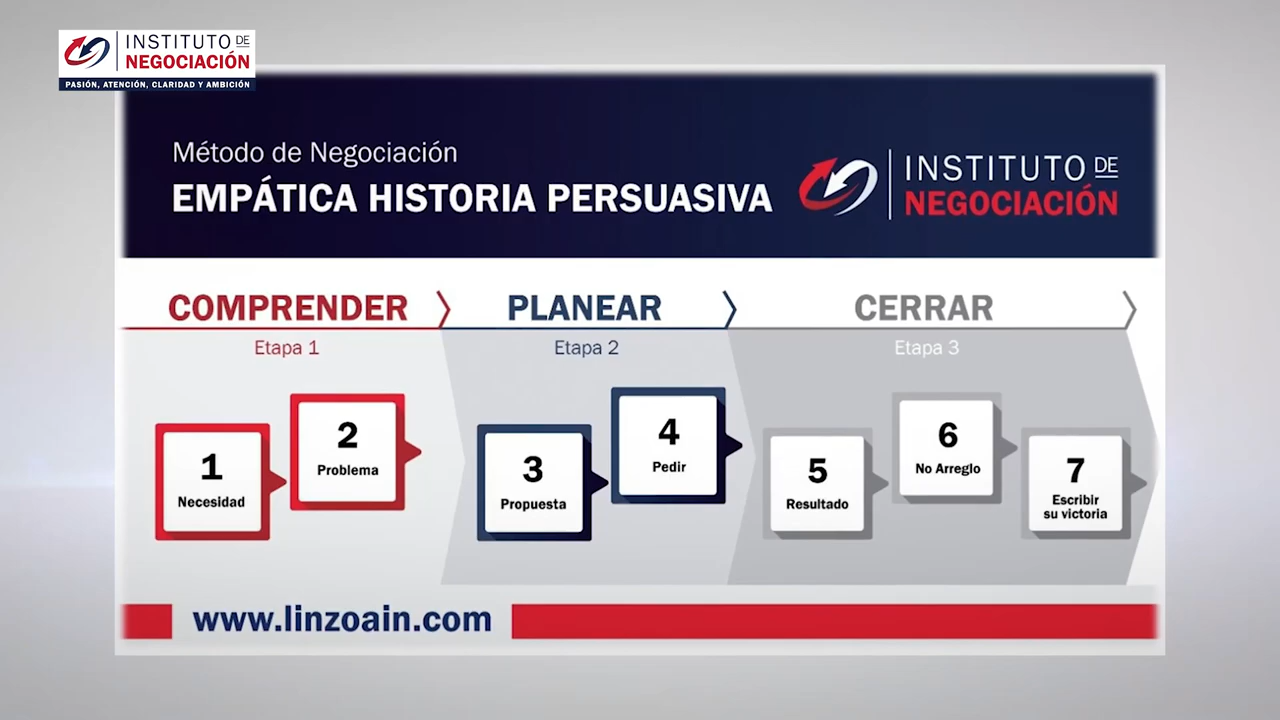 INSTITUTO DE
NEGOCIACIÓN
PASIÓN, ATENCIÓN, CLARIDAD Y AMBICIÓN
Método de Negociación
EMPÁTICA HISTORIA PERSUASIVA
INSTITUTO DE
NEGOCIACIÓN
COMPRENDER
PLANEAR
CERRAR
Etapa 1
Etapa 2
Etapa 3
1
Necesidad
2
Problema
3
Propuesta
4
Pedir
5
Resultado
6
No Arreglo
7
Escribir
su victoria
www.linzoain.com